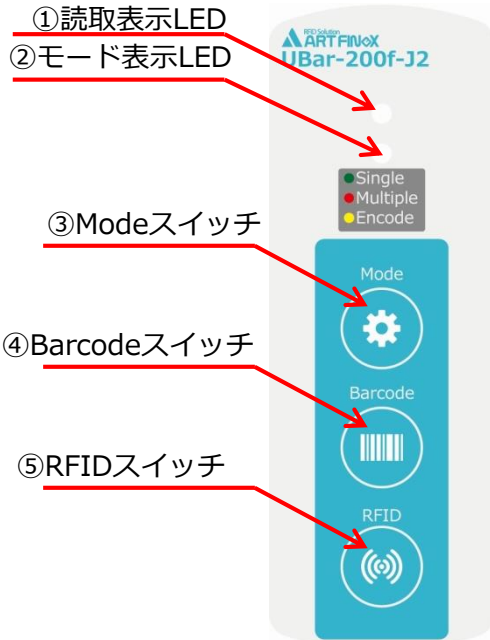 ①読取表示LED
②モード表示LED
RFID Solution
ARTFINEX
UBar-200f-J2
Single
Multiple
Encode
③Modeスイッチ
Mode
④Barcodeスイッチ
Barcode
⑤RFIDスイッチ
RFID